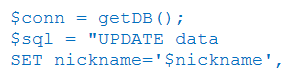 $conn = getDB();
$sql = "UPDATE data
SET nickname='$nickname',